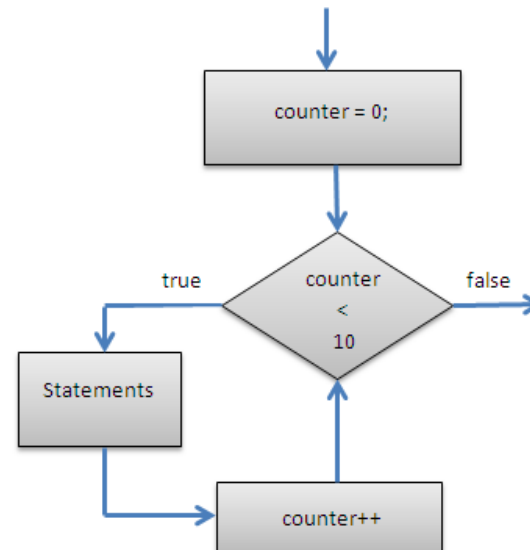 counter = 0;
true
false
counter
<
10
Statements
counter++